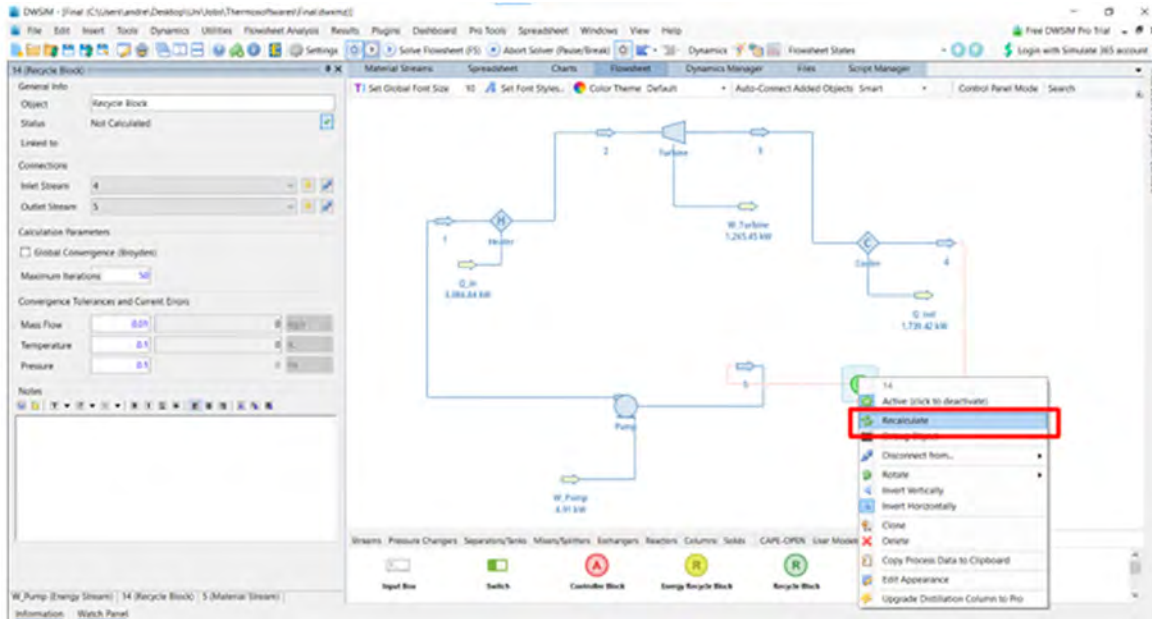 DWSIM - [Final (C:\Users\andre\Desktop\Uni\Jobs\Thermosoftwares\Final.dwxmz)]
File Edit Insert Tools Dynamics Utilities Flowsheet Analysis Results Plugins Dashboard Pro Tools Spreadsheet Windows View Help Free DWSIM Pro Trial
Settings Solve Flowsheet (F5) Abort Solver (Pause/Break) Dynamics Flowsheet States Login with Simulate 365 account
14 (Recycle Block) Material Streams Spreadsheet Charts Flowsheet Dynamics Manager Files Script Manager
General Info Set Global Font Size 10 Set Font Styles... Color Theme Default Auto-Connect Added Objects Smart Control Panel Mode Search
Object Recycle Block
Status Not Calculated
Linked to
Connections
Inlet Stream 4
Outlet Stream 5
Calculation Parameters
Global Convergence (Broyden)
Maximum Iterations 50
Convergence Tolerances and Current Errors
Mass Flow 0.01 0
Temperature 0.1 0
Pressure 0.1 0
Notes
2 Turbine 3
W_Turbine
1,265.45 kW
1 H Heater
Q_in
C Cooler 4
Q_out
1,739.42 kW
5
Pump
W_Pump
4.91 kW
14
Active (click to deactivate)
Recalculate
Disconnect from...
Rotate
Invert Vertically
Invert Horizontally
Clone
Delete
Copy Process Data to Clipboard
Edit Appearance
Upgrade Distillation Column to Pro
Streams Pressure Changers Separators/Tanks Mixers/Splitters Exchangers Reactors Columns Solids CAPE-OPEN User Models
A R R
Input Box Switch Controller Block Energy Recycle Block Recycle Block
W_Pump (Energy Stream) 14 (Recycle Block) 5 (Material Stream)
Information Watch Panel